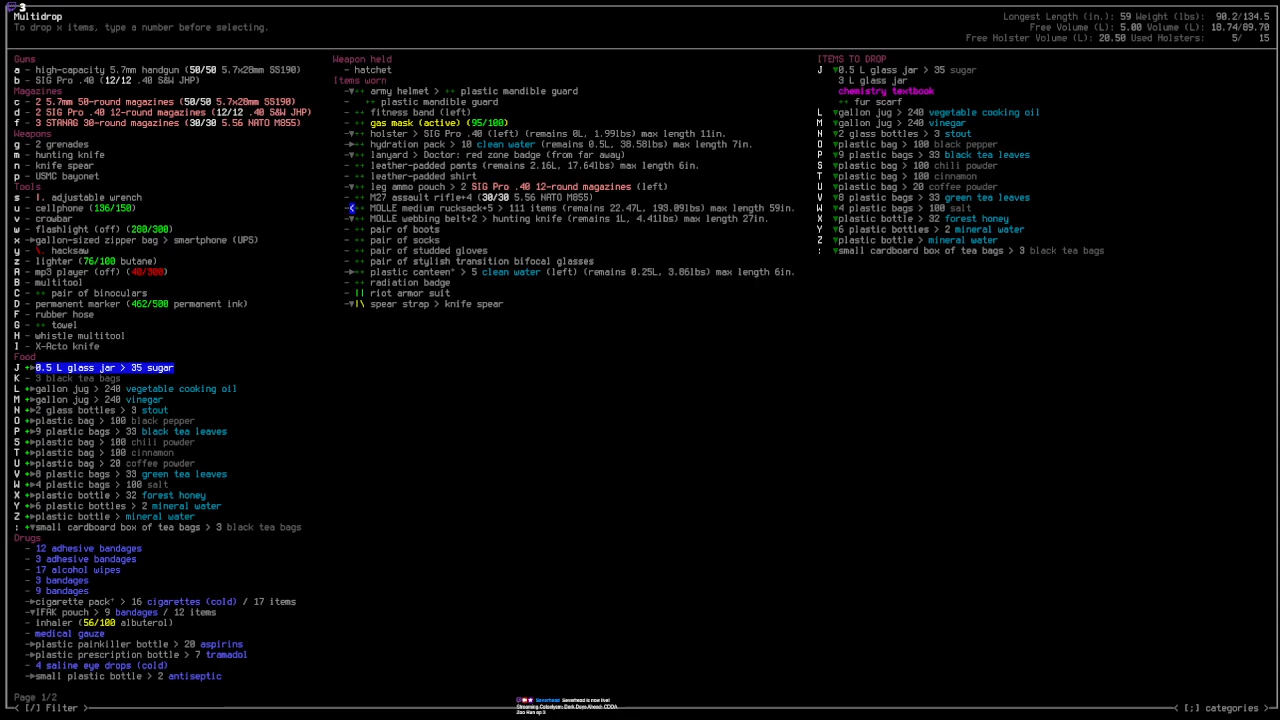 3
Multidrop
To drop x items, type a number before selecting.
Longest Length (in.): 59 Weight (lbs): 90.2/134.5
Free Volume (L): 5.00 Volume (L): 18.74/89.70
Free Holster Volume (L): 20.50 Used Holsters: 5/ 15
Guns
a - high-capacity 5.7mm handgun (50/50 5.7x28mm SS190)
b - SIG Pro .40 (12/12 .40 S&W JHP)
Magazines
c - 2 5.7mm 50-round magazines (50/50 5.7x28mm SS190)
d - 2 SIG Pro .40 12-round magazines (12/12 .40 S&W JHP)
f - 3 STANAG 30-round magazines (30/30 5.56 NATO M855)
Weapons
g - 2 grenades
m - hunting knife
n - knife spear
p - USMC bayonet
Tools
s - |. adjustable wrench
u - cellphone (136/150)
v - crowbar
w - flashlight (off) (260/300)
x -▶gallon-sized zipper bag > smartphone (UPS)
y - \. hacksaw
z - lighter (76/100 butane)
A - mp3 player (off) (40/300)
B - multitool
C - ++ pair of binoculars
D - permanent marker (462/500 permanent ink)
F - rubber hose
G - ++ towel
H - whistle multitool
I - X-Acto knife
Food
J +▶0.5 L glass jar > 35 sugar
K - 3 black tea bags
L +▶gallon jug > 240 vegetable cooking oil
M +▶gallon jug > 240 vinegar
N +▶2 glass bottles > 3 stout
O +▶plastic bag > 100 black pepper
P +▶9 plastic bags > 33 black tea leaves
S +▶plastic bag > 100 chili powder
T +▶plastic bag > 100 cinnamon
U +▶plastic bag > 20 coffee powder
V +▶8 plastic bags > 33 green tea leaves
W +▶4 plastic bags > 100 salt
X +▶plastic bottle > 32 forest honey
Y +▶6 plastic bottles > 2 mineral water
Z +▶plastic bottle > mineral water
: +▼small cardboard box of tea bags > 3 black tea bags
Drugs
- 12 adhesive bandages
- 3 adhesive bandages
- 17 alcohol wipes
- 3 bandages
- 9 bandages
-▶cigarette pack⁺ > 16 cigarettes (cold) / 17 items
-▼IFAK pouch > 9 bandages / 12 items
- inhaler (56/100 albuterol)
- medical gauze
-▶plastic painkiller bottle > 20 aspirins
-▶plastic prescription bottle > 7 tramadol
- 4 saline eye drops (cold)
-▶small plastic bottle > 2 antiseptic
Page 1/2
< [/] Filter >
Weapon held
- hatchet
Items worn
-▼++ army helmet > ++ plastic mandible guard
- ++ plastic mandible guard
- ++ fitness band (left)
- ++ gas mask (active) (95/100)
-▼++ holster > SIG Pro .40 (left) (remains 0L, 1.99lbs) max length 11in.
-▶++ hydration pack > 10 clean water (remains 0.5L, 38.58lbs) max length 7in.
-▼++ lanyard > Doctor: red zone badge (from far away)
- ++ leather-padded pants (remains 2.16L, 17.64lbs) max length 6in.
- ++ leather-padded shirt
-▼++ leg ammo pouch > 2 SIG Pro .40 12-round magazines (left)
- ++ M27 assault rifle+4 (30/30 5.56 NATO M855)
< ++ MOLLE medium rucksack+5 > 111 items (remains 22.47L, 193.09lbs) max length 59in.
-▼++ MOLLE webbing belt+2 > hunting knife (remains 1L, 4.41lbs) max length 27in.
- ++ pair of boots
- ++ pair of socks
- ++ pair of studded gloves
- ++ pair of stylish transition bifocal glasses
-▶++ plastic canteen⁺ > 5 clean water (left) (remains 0.25L, 3.86lbs) max length 6in.
- ++ radiation badge
- || riot armor suit
-▼|\ spear strap > knife spear
ITEMS TO DROP
J ▼0.5 L glass jar > 35 sugar
3 L glass jar
chemistry textbook
++ fur scarf
L ▼gallon jug > 240 vegetable cooking oil
M ▼gallon jug > 240 vinegar
N ▼2 glass bottles > 3 stout
O ▼plastic bag > 100 black pepper
P ▼9 plastic bags > 33 black tea leaves
S ▼plastic bag > 100 chili powder
T ▼plastic bag > 100 cinnamon
U ▼plastic bag > 20 coffee powder
V ▼8 plastic bags > 33 green tea leaves
W ▼4 plastic bags > 100 salt
X ▼plastic bottle > 32 forest honey
Y ▼6 plastic bottles > 2 mineral water
Z ▼plastic bottle > mineral water
: ▼small cardboard box of tea bags > 3 black tea bags
is now live!
Streaming Cataclysm: Dark Days Ahead: CDDA
< [;] categories >